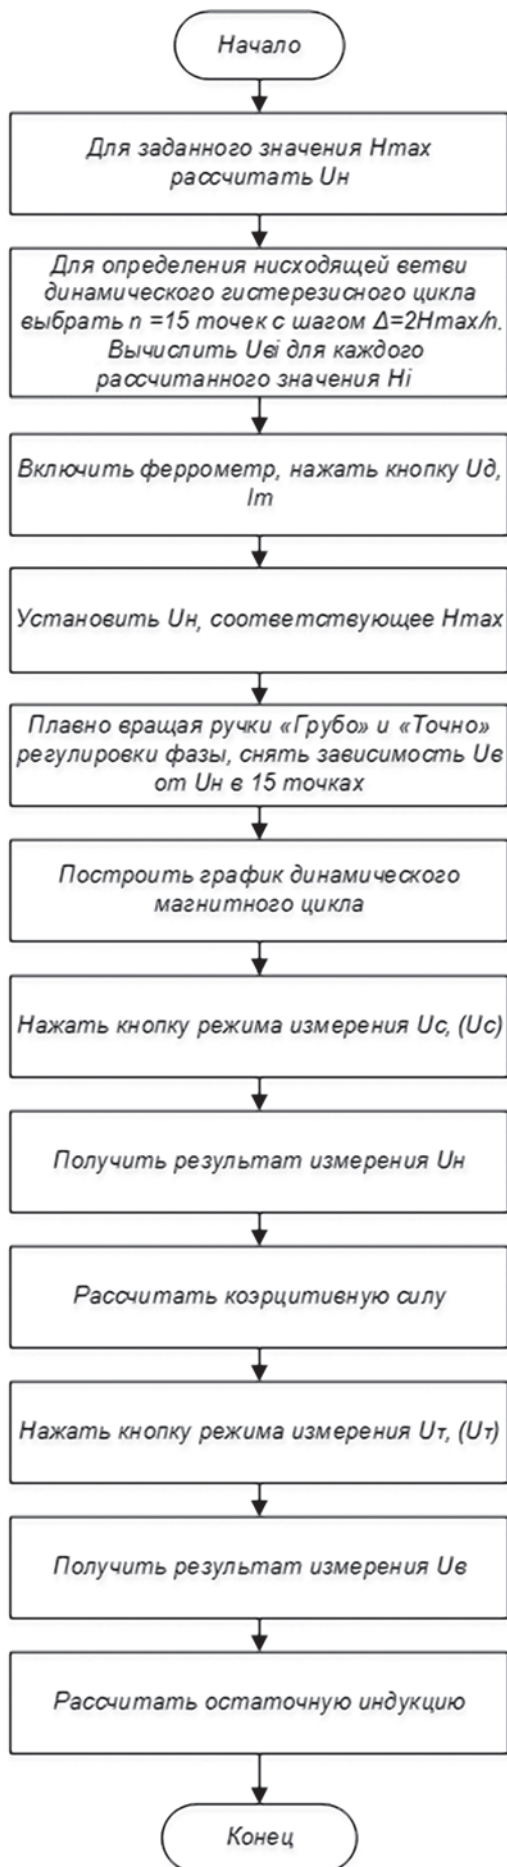 Начало
Для заданного значения Hmax
рассчитать Uн
Для определения нисходящей ветви
динамического гистерезисного цикла
выбрать n =15 точек с шагом Δ=2Hmax/n.
Вычислить Uвi для каждого
рассчитанного значения Hi
Включить феррометр, нажать кнопку Uд,
Im
Установить Uн, соответствующее Hmax
Плавно вращая ручки «Грубо» и «Точно»
регулировки фазы, снять зависимость Uв
от Uн в 15 точках
Построить график динамического
магнитного цикла
Нажать кнопку режима измерения Uс, (Uс)
Получить результат измерения Uн
Рассчитать коэрцитивную силу
Нажать кнопку режима измерения Uт, (Uт)
Получить результат измерения Uв
Рассчитать остаточную индукцию
Конец